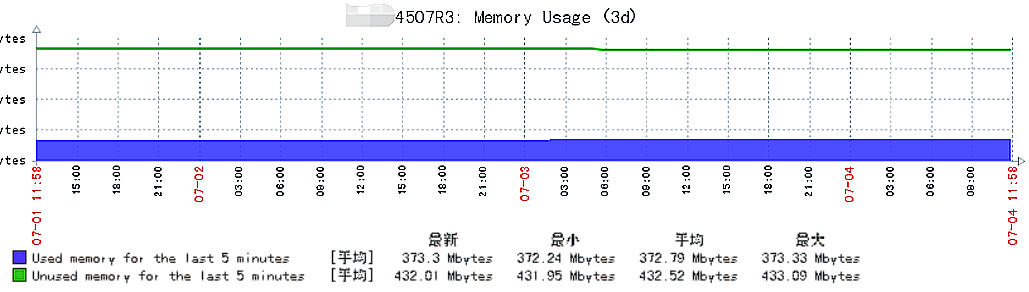 4507R3: Memory Usage (3d)
ytes
ytes
ytes
ytes
ytes
07-01 11:58
15:00
18:00
21:00
07-02
03:00
06:00
09:00
12:00
15:00
18:00
21:00
07-03
03:00
06:00
09:00
12:00
15:00
18:00
21:00
07-04
03:00
06:00
09:00
07-04 11:58
最新 最小 平均 最大
Used memory for the last 5 minutes [平均] 373.3 Mbytes 372.24 Mbytes 372.79 Mbytes 373.33 Mbytes
Unused memory for the last 5 minutes [平均] 432.01 Mbytes 431.95 Mbytes 432.52 Mbytes 433.09 Mbytes